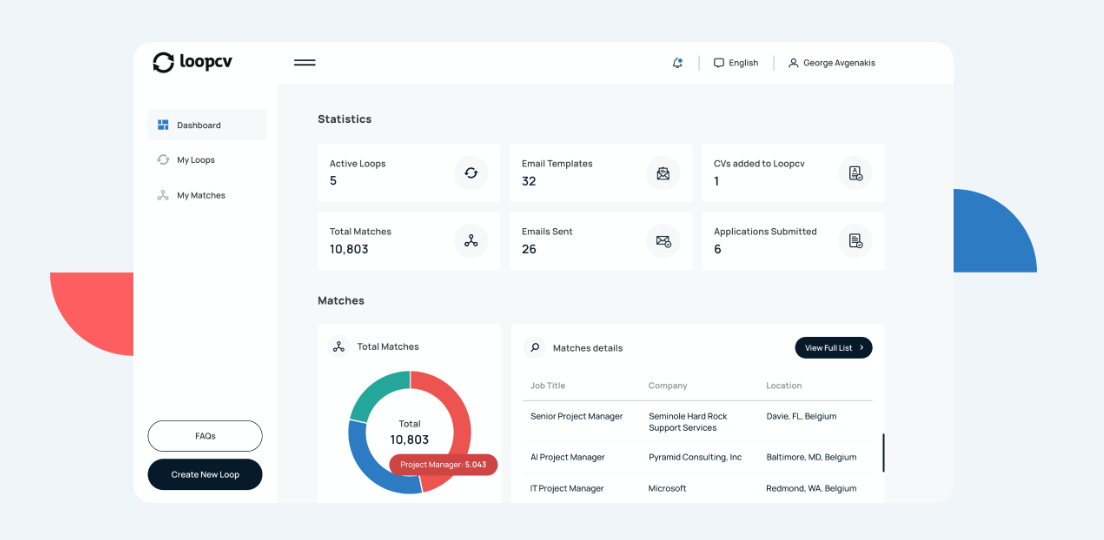 loopcv
English
George Avgenakis
Dashboard
My Loops
My Matches
FAQs
Create New Loop
Statistics
Active Loops
5
Email Templates
32
CVs added to Loopcv
1
Total Matches
10,803
Emails Sent
26
Applications Submitted
6
Matches
Total Matches
Total
10,803
Project Manager: 5.043
Matches details
View Full List
Job Title Company Location
Senior Project Manager Seminole Hard Rock Davie, FL, Belgium
Support Services
AI Project Manager Pyramid Consulting, Inc Baltimore, MD, Belgium
IT Project Manager Microsoft Redmond, WA, Belgium